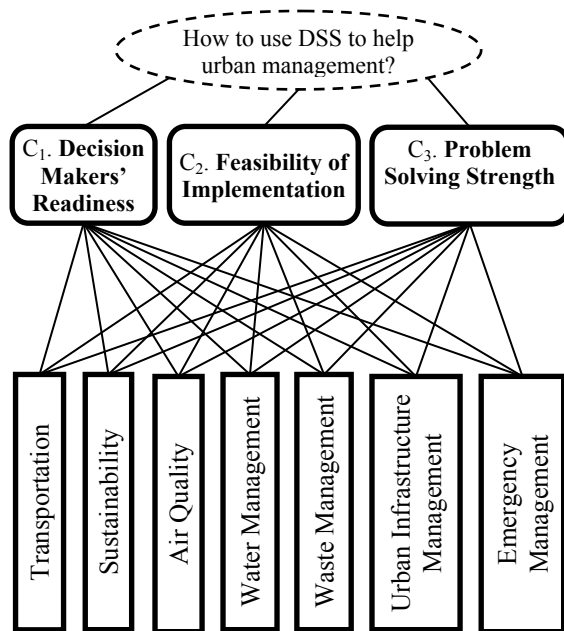 How to use DSS to help
urban management?
C1. Decision
Makers'
Readiness
C2. Feasibility of
Implementation
C3. Problem
Solving Strength
Transportation
Sustainability
Air Quality
Water Management
Waste Management
Urban Infrastructure
Management
Emergency
Management